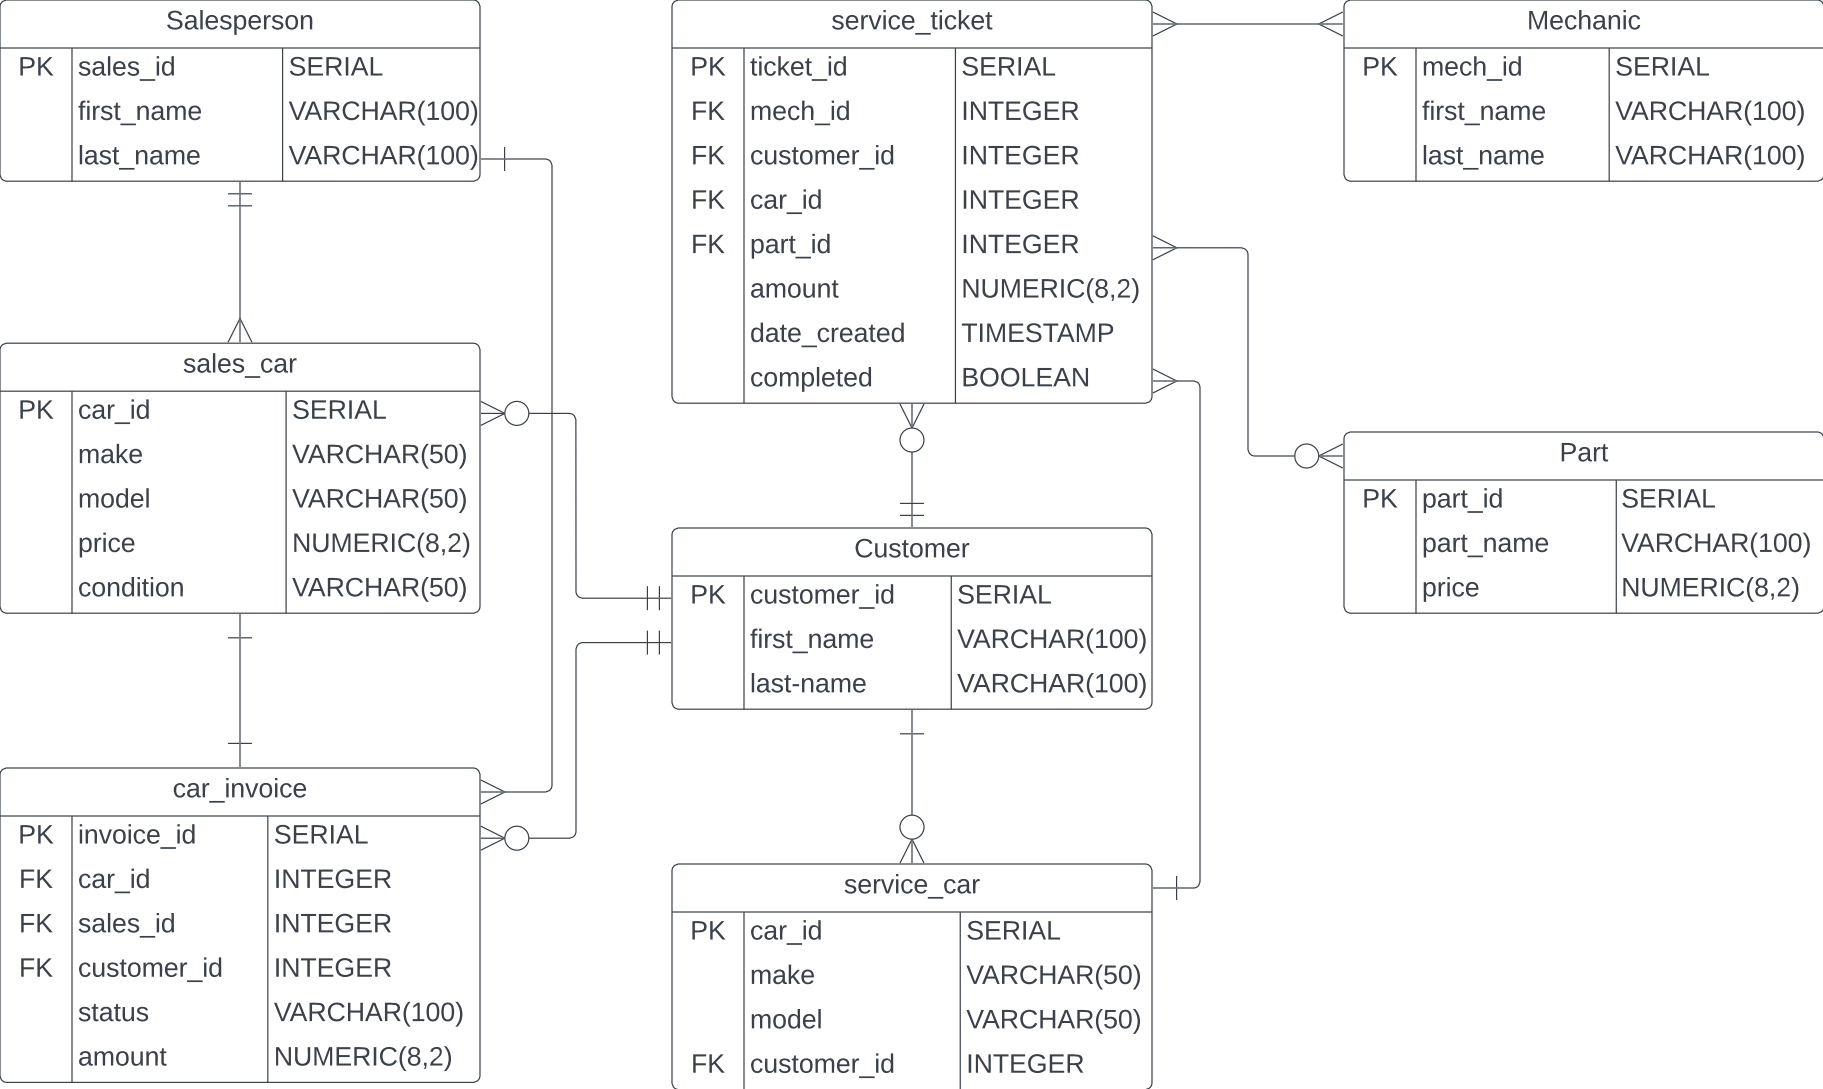 Salesperson
PK sales_id SERIAL
first_name VARCHAR(100)
last_name VARCHAR(100)
sales_car
PK car_id SERIAL
make VARCHAR(50)
model VARCHAR(50)
price NUMERIC(8,2)
condition VARCHAR(50)
car_invoice
PK invoice_id SERIAL
FK car_id INTEGER
FK sales_id INTEGER
FK customer_id INTEGER
status VARCHAR(100)
amount NUMERIC(8,2)
service_ticket
PK ticket_id SERIAL
FK mech_id INTEGER
FK customer_id INTEGER
FK car_id INTEGER
FK part_id INTEGER
amount NUMERIC(8,2)
date_created TIMESTAMP
completed BOOLEAN
Customer
PK customer_id SERIAL
first_name VARCHAR(100)
last-name VARCHAR(100)
service_car
PK car_id SERIAL
make VARCHAR(50)
model VARCHAR(50)
FK customer_id INTEGER
Mechanic
PK mech_id SERIAL
first_name VARCHAR(100)
last_name VARCHAR(100)
Part
PK part_id SERIAL
part_name VARCHAR(100)
price NUMERIC(8,2)